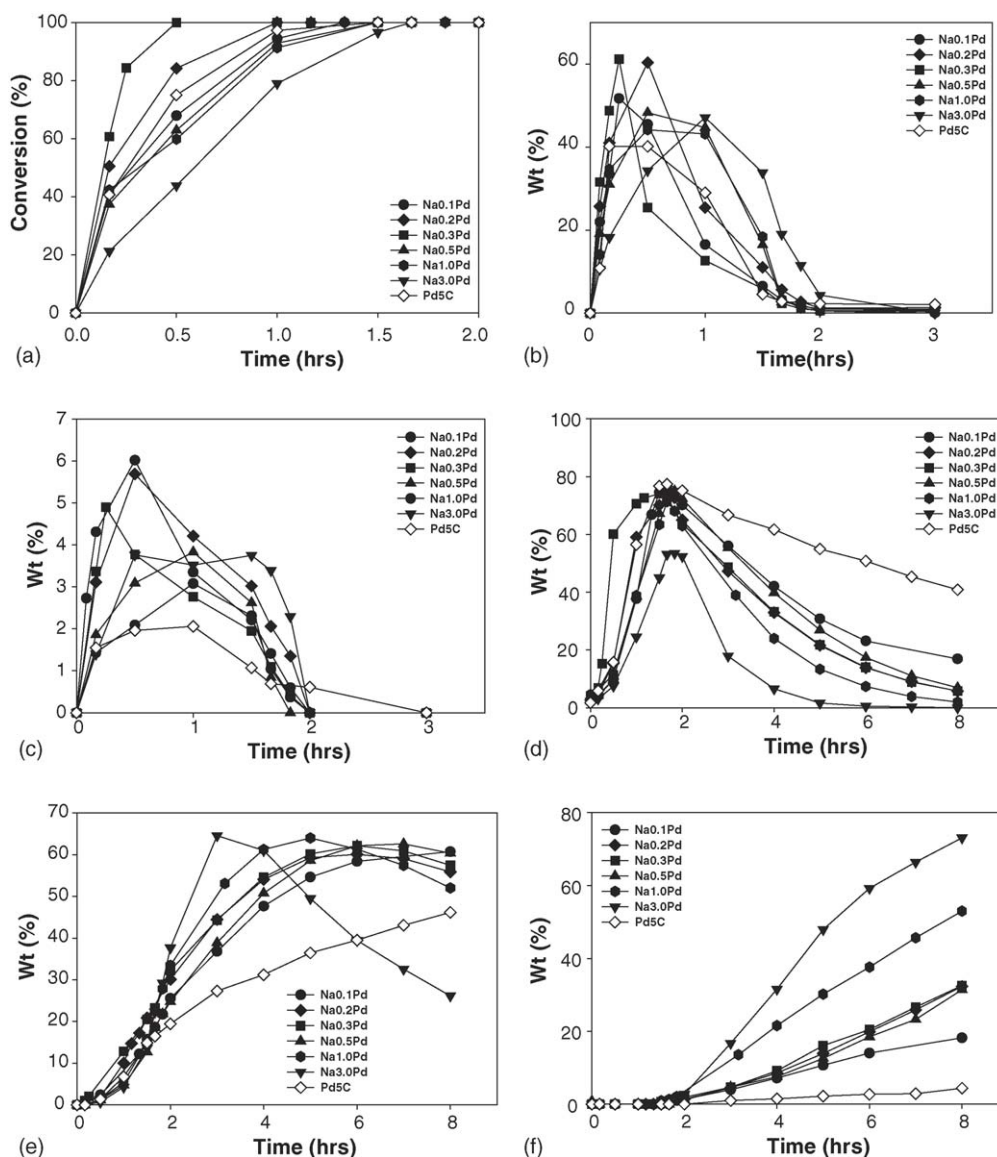 100
80
60
40
20
0
Conversion (%)
0.0 0.5 1.0 1.5 2.0
Time (hrs)
Na0.1Pd
Na0.2Pd
Na0.3Pd
Na0.5Pd
Na1.0Pd
Na3.0Pd
Pd5C
(a)
60
40
20
0
Wt (%)
0 1 2 3
Time(hrs)
Na0.1Pd
Na0.2Pd
Na0.3Pd
Na0.5Pd
Na1.0Pd
Na3.0Pd
Pd5C
(b)
7
6
5
4
3
2
1
0
Wt (%)
0 1 2 3
Time (hrs)
Na0.1Pd
Na0.2Pd
Na0.3Pd
Na0.5Pd
Na1.0Pd
Na3.0Pd
Pd5C
(c)
100
80
60
40
20
0
Wt (%)
0 2 4 6 8
Time (hrs)
Na0.1Pd
Na0.2Pd
Na0.3Pd
Na0.5Pd
Na1.0Pd
Na3.0Pd
Pd5C
(d)
70
60
50
40
30
20
10
0
Wt (%)
0 2 4 6 8
Time (hrs)
Na0.1Pd
Na0.2Pd
Na0.3Pd
Na0.5Pd
Na1.0Pd
Na3.0Pd
Pd5C
(e)
80
60
40
20
0
Wt (%)
0 2 4 6 8
Time (hrs)
Na0.1Pd
Na0.2Pd
Na0.3Pd
Na0.5Pd
Na1.0Pd
Na3.0Pd
Pd5C
(f)